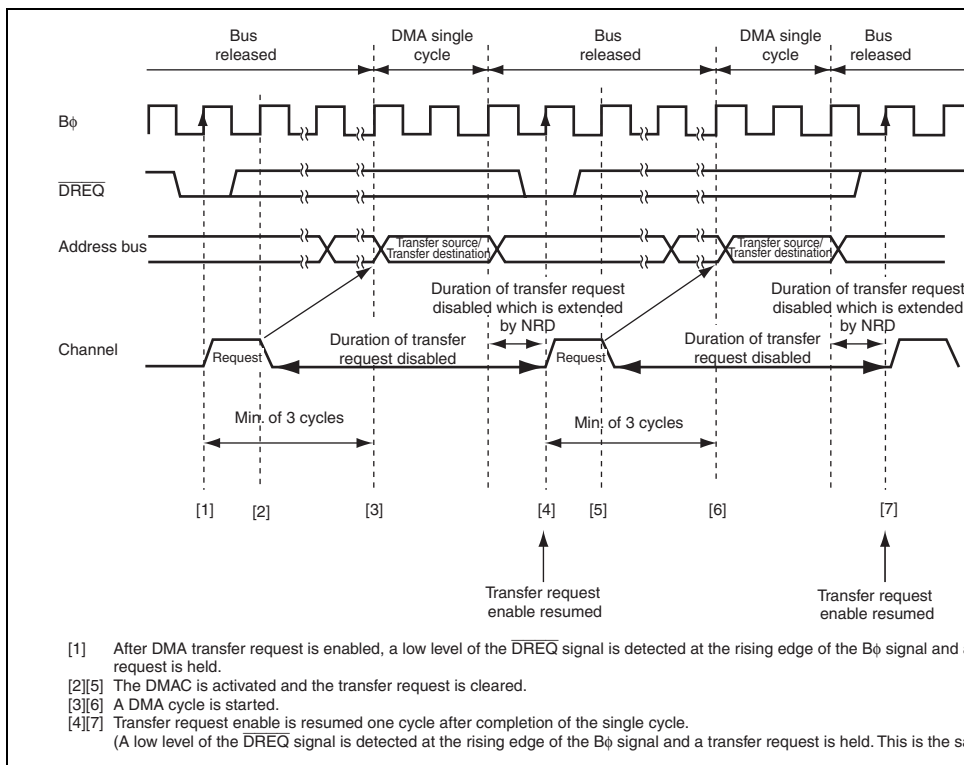 Bus released
DMA single cycle
Bus released
DMA single cycle
Bus released
Bφ
DREQ
Address bus
Transfer source/
Transfer destination
Transfer source/
Transfer destination
Duration of transfer request
disabled which is extended
by NRD
Duration of transfer request
disabled which is extended
by NRD
Channel
Request
Duration of transfer
request disabled
Request
Duration of transfer
request disabled
Min. of 3 cycles
Min. of 3 cycles
[1] [2] [3] [4] [5] [6] [7]
Transfer request
enable resumed
Transfer request
enable resumed
[1] After DMA transfer request is enabled, a low level of the DREQ signal is detected at the rising edge of the Bφ signal and
request is held.
[2][5] The DMAC is activated and the transfer request is cleared.
[3][6] A DMA cycle is started.
[4][7] Transfer request enable is resumed one cycle after completion of the single cycle.
(A low level of the DREQ signal is detected at the rising edge of the Bφ signal and a transfer request is held. This is the